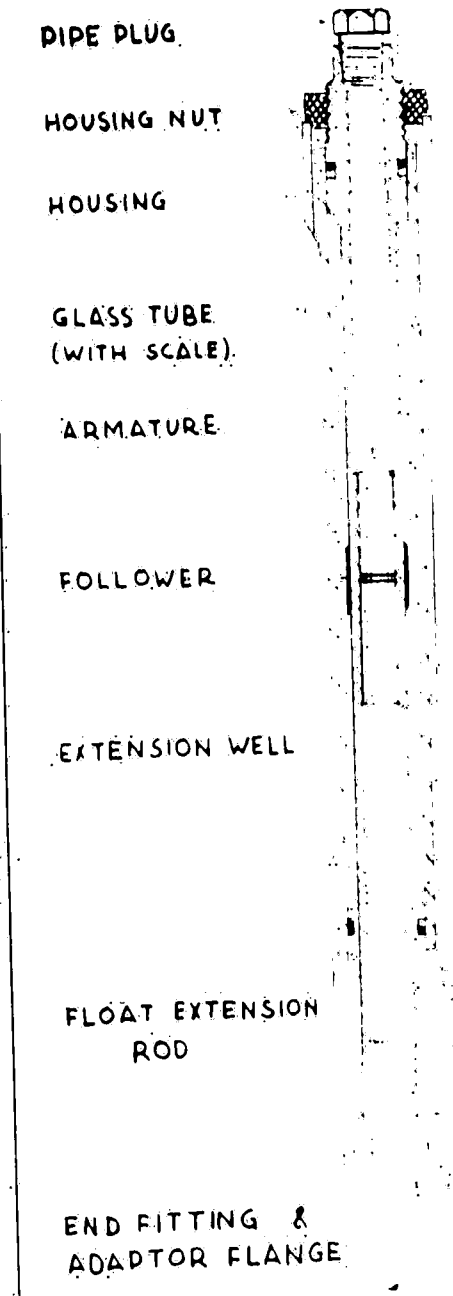 PIPE PLUG
HOUSING NUT
HOUSING
GLASS TUBE
(WITH SCALE)
ARMATURE
FOLLOWER
EXTENSION WELL
FLOAT EXTENSION
ROD
END FITTING &
ADAPTOR FLANGE